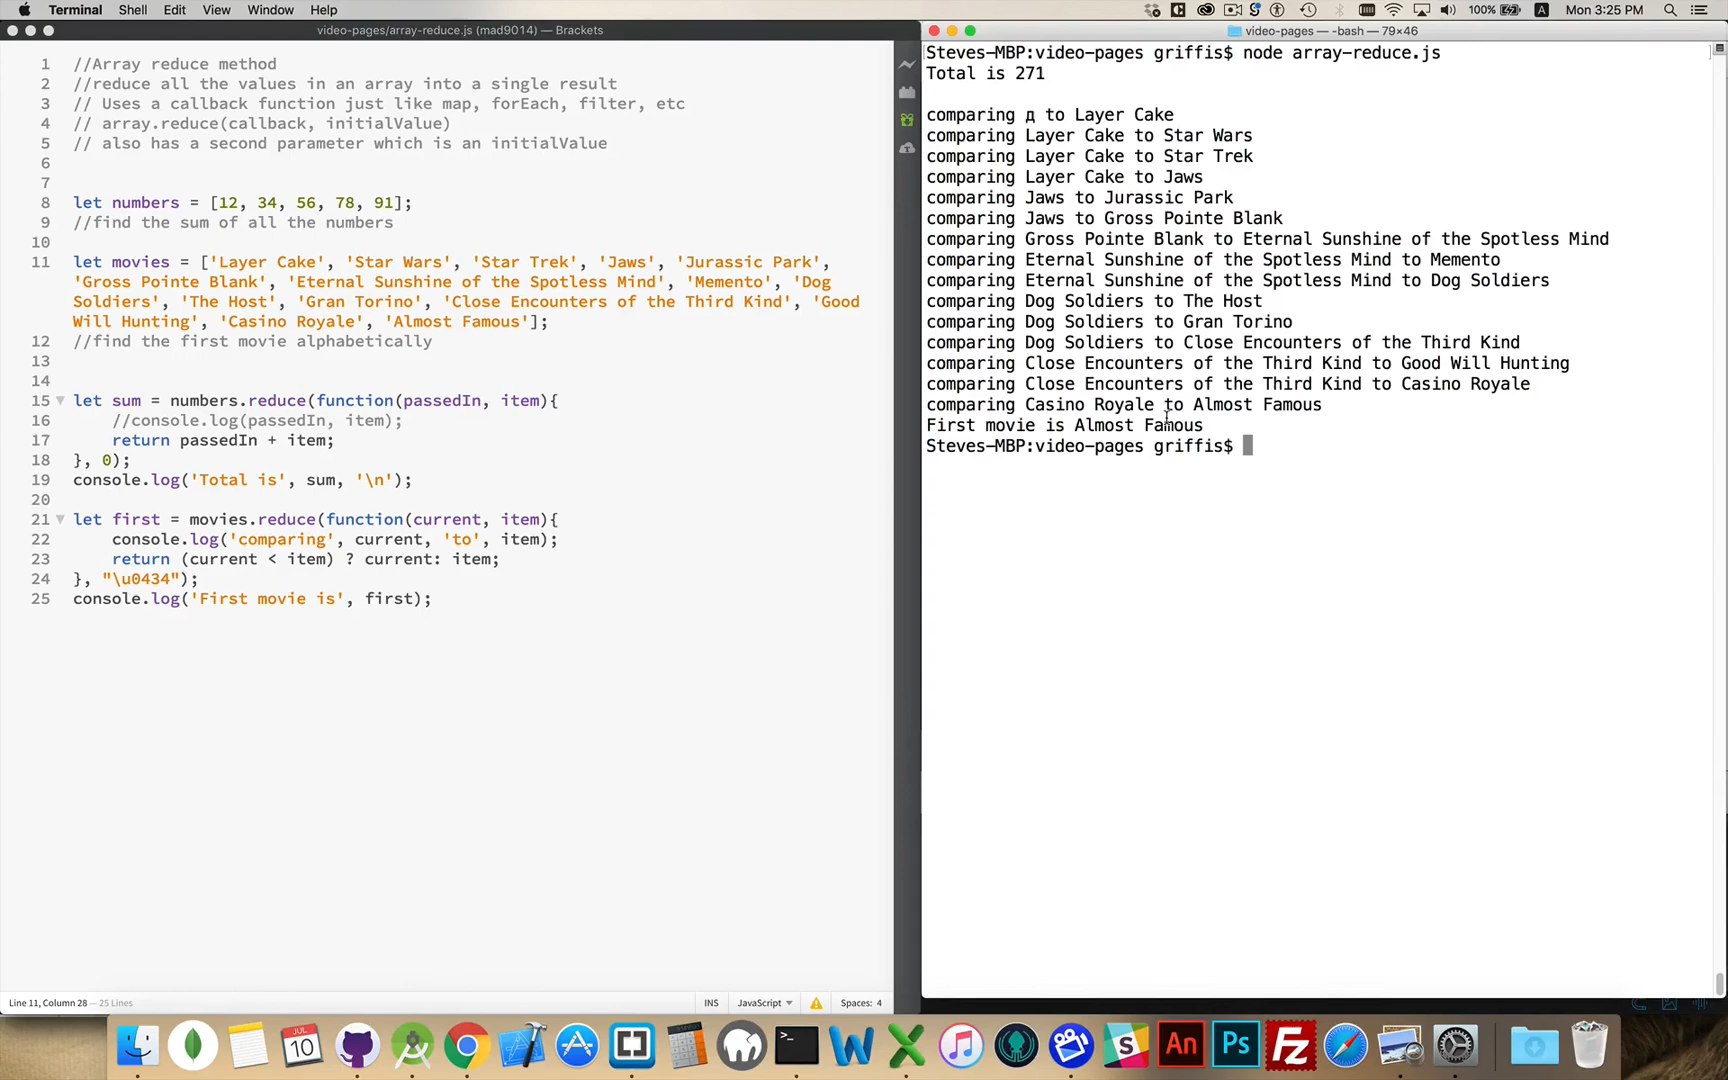 Terminal Shell Edit View Window Help
100% A Mon 3:25 PM
video-pages/array-reduce.js (mad9014) — Brackets
1 //Array reduce method
2 //reduce all the values in an array into a single result
3 // Uses a callback function just like map, forEach, filter, etc
4 // array.reduce(callback, initialValue)
5 // also has a second parameter which is an initialValue
6
7
8 let numbers = [12, 34, 56, 78, 91];
9 //find the sum of all the numbers
10
11 let movies = ['Layer Cake', 'Star Wars', 'Star Trek', 'Jaws', 'Jurassic Park',
'Gross Pointe Blank', 'Eternal Sunshine of the Spotless Mind', 'Memento', 'Dog
Soldiers', 'The Host', 'Gran Torino', 'Close Encounters of the Third Kind', 'Good
Will Hunting', 'Casino Royale', 'Almost Famous'];
12 //find the first movie alphabetically
13
14
15 let sum = numbers.reduce(function(passedIn, item){
16 //console.log(passedIn, item);
17 return passedIn + item;
18 }, 0);
19 console.log('Total is', sum, '\n');
20
21 let first = movies.reduce(function(current, item){
22 console.log('comparing', current, 'to', item);
23 return (current < item) ? current: item;
24 }, "\u0434");
25 console.log('First movie is', first);
Line 11, Column 28 — 25 Lines
INS JavaScript Spaces: 4
video-pages — -bash — 79×46
Steves-MBP:video-pages griffis$ node array-reduce.js
Total is 271
comparing д to Layer Cake
comparing Layer Cake to Star Wars
comparing Layer Cake to Star Trek
comparing Layer Cake to Jaws
comparing Jaws to Jurassic Park
comparing Jaws to Gross Pointe Blank
comparing Gross Pointe Blank to Eternal Sunshine of the Spotless Mind
comparing Eternal Sunshine of the Spotless Mind to Memento
comparing Eternal Sunshine of the Spotless Mind to Dog Soldiers
comparing Dog Soldiers to The Host
comparing Dog Soldiers to Gran Torino
comparing Dog Soldiers to Close Encounters of the Third Kind
comparing Close Encounters of the Third Kind to Good Will Hunting
comparing Close Encounters of the Third Kind to Casino Royale
comparing Casino Royale to Almost Famous
First movie is Almost Famous
Steves-MBP:video-pages griffis$
JUL
10
An
Ps
Fz